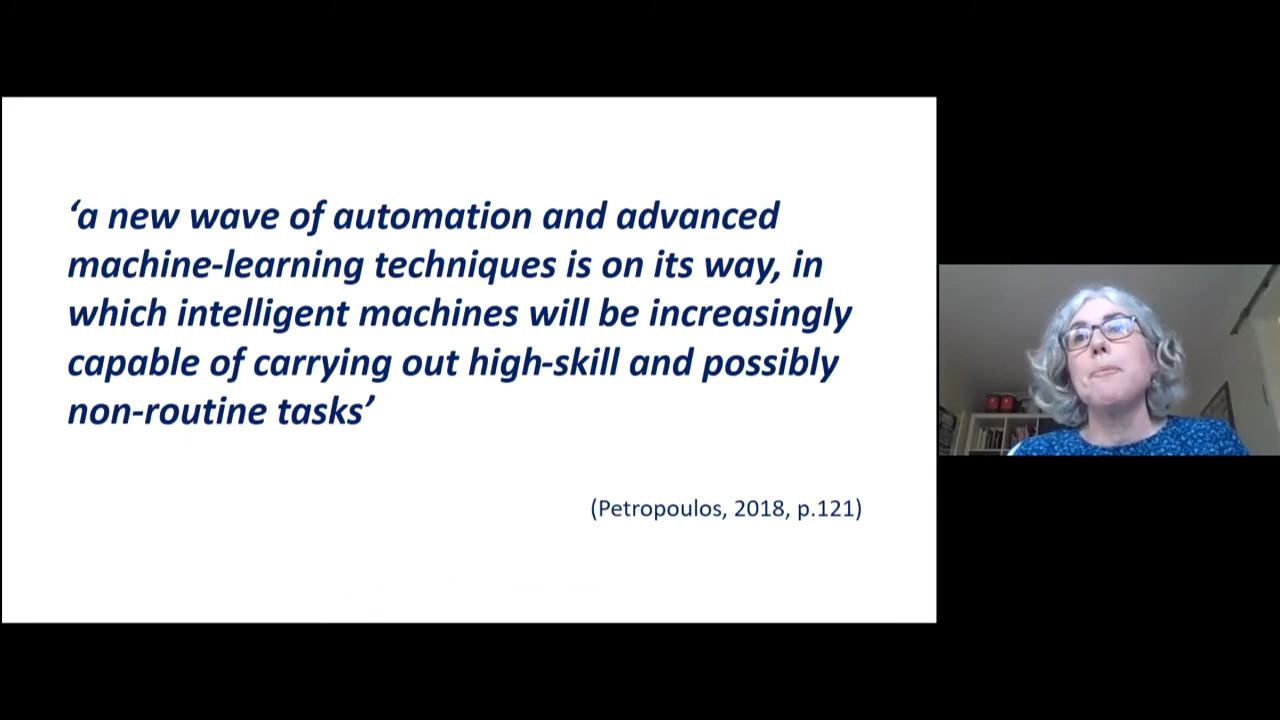 ‘a new wave of automation and advanced
machine-learning techniques is on its way, in
which intelligent machines will be increasingly
capable of carrying out high-skill and possibly
non-routine tasks’
(Petropoulos, 2018, p.121)